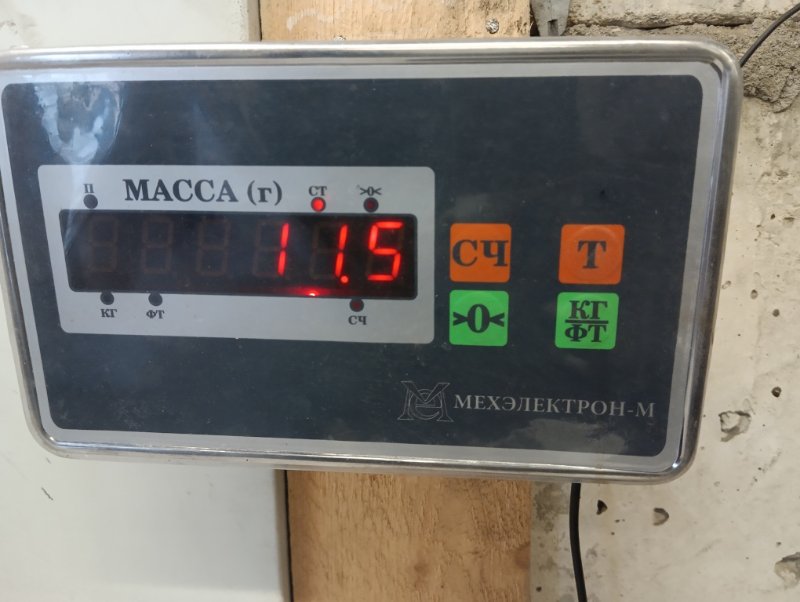 П МАССА (г) СТ >0<
11.5
КГ ФТ СЧ
СЧ Т
>0< КГ
ФТ
МЕХЭЛЕКТРОН-М